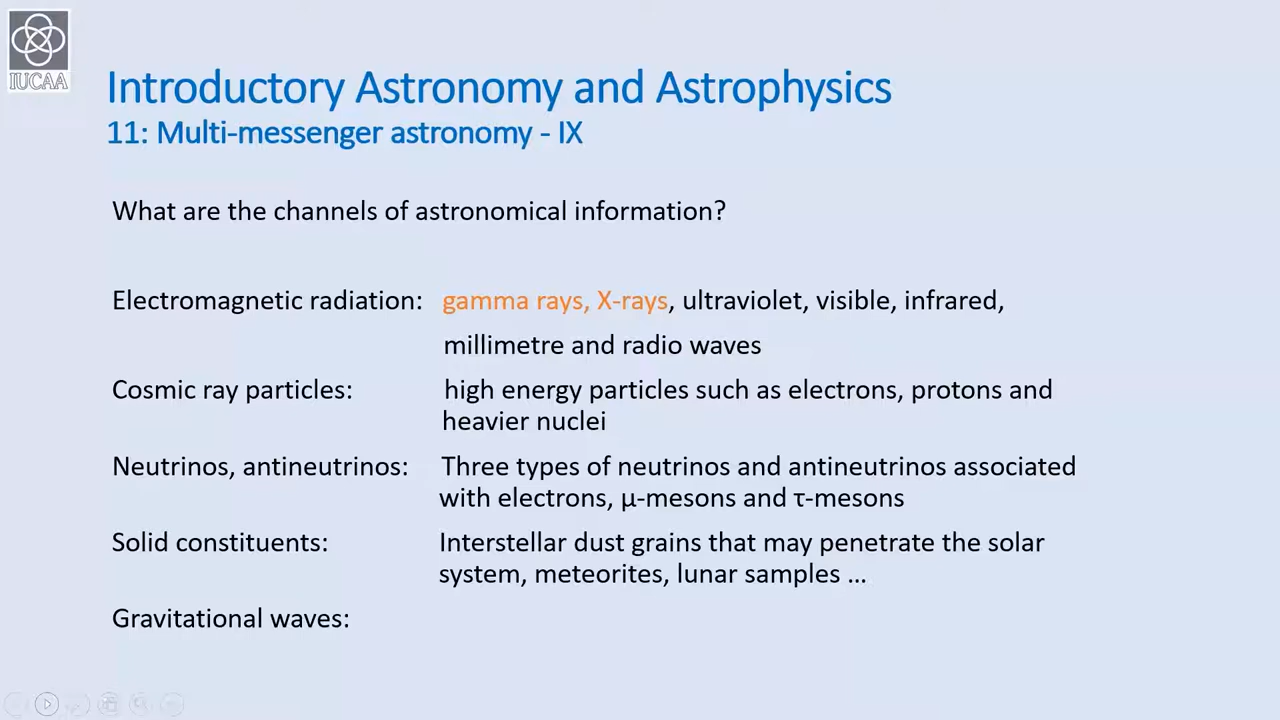 IUCAA
Introductory Astronomy and Astrophysics
11: Multi-messenger astronomy - IX
What are the channels of astronomical information?
Electromagnetic radiation: gamma rays, X-rays, ultraviolet, visible, infrared,
millimetre and radio waves
Cosmic ray particles: high energy particles such as electrons, protons and
heavier nuclei
Neutrinos, antineutrinos: Three types of neutrinos and antineutrinos associated
with electrons, μ-mesons and τ-mesons
Solid constituents: Interstellar dust grains that may penetrate the solar
system, meteorites, lunar samples ...
Gravitational waves: